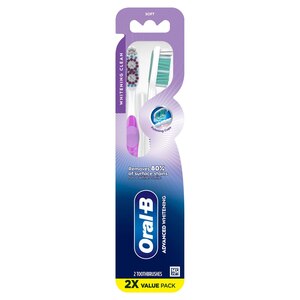 SOFT
WHITENING CLEAN
Removes 80%
of surface stains
Oral-B
ADVANCED WHITENING
2X VALUE PACK
2 TOOTHBRUSHES